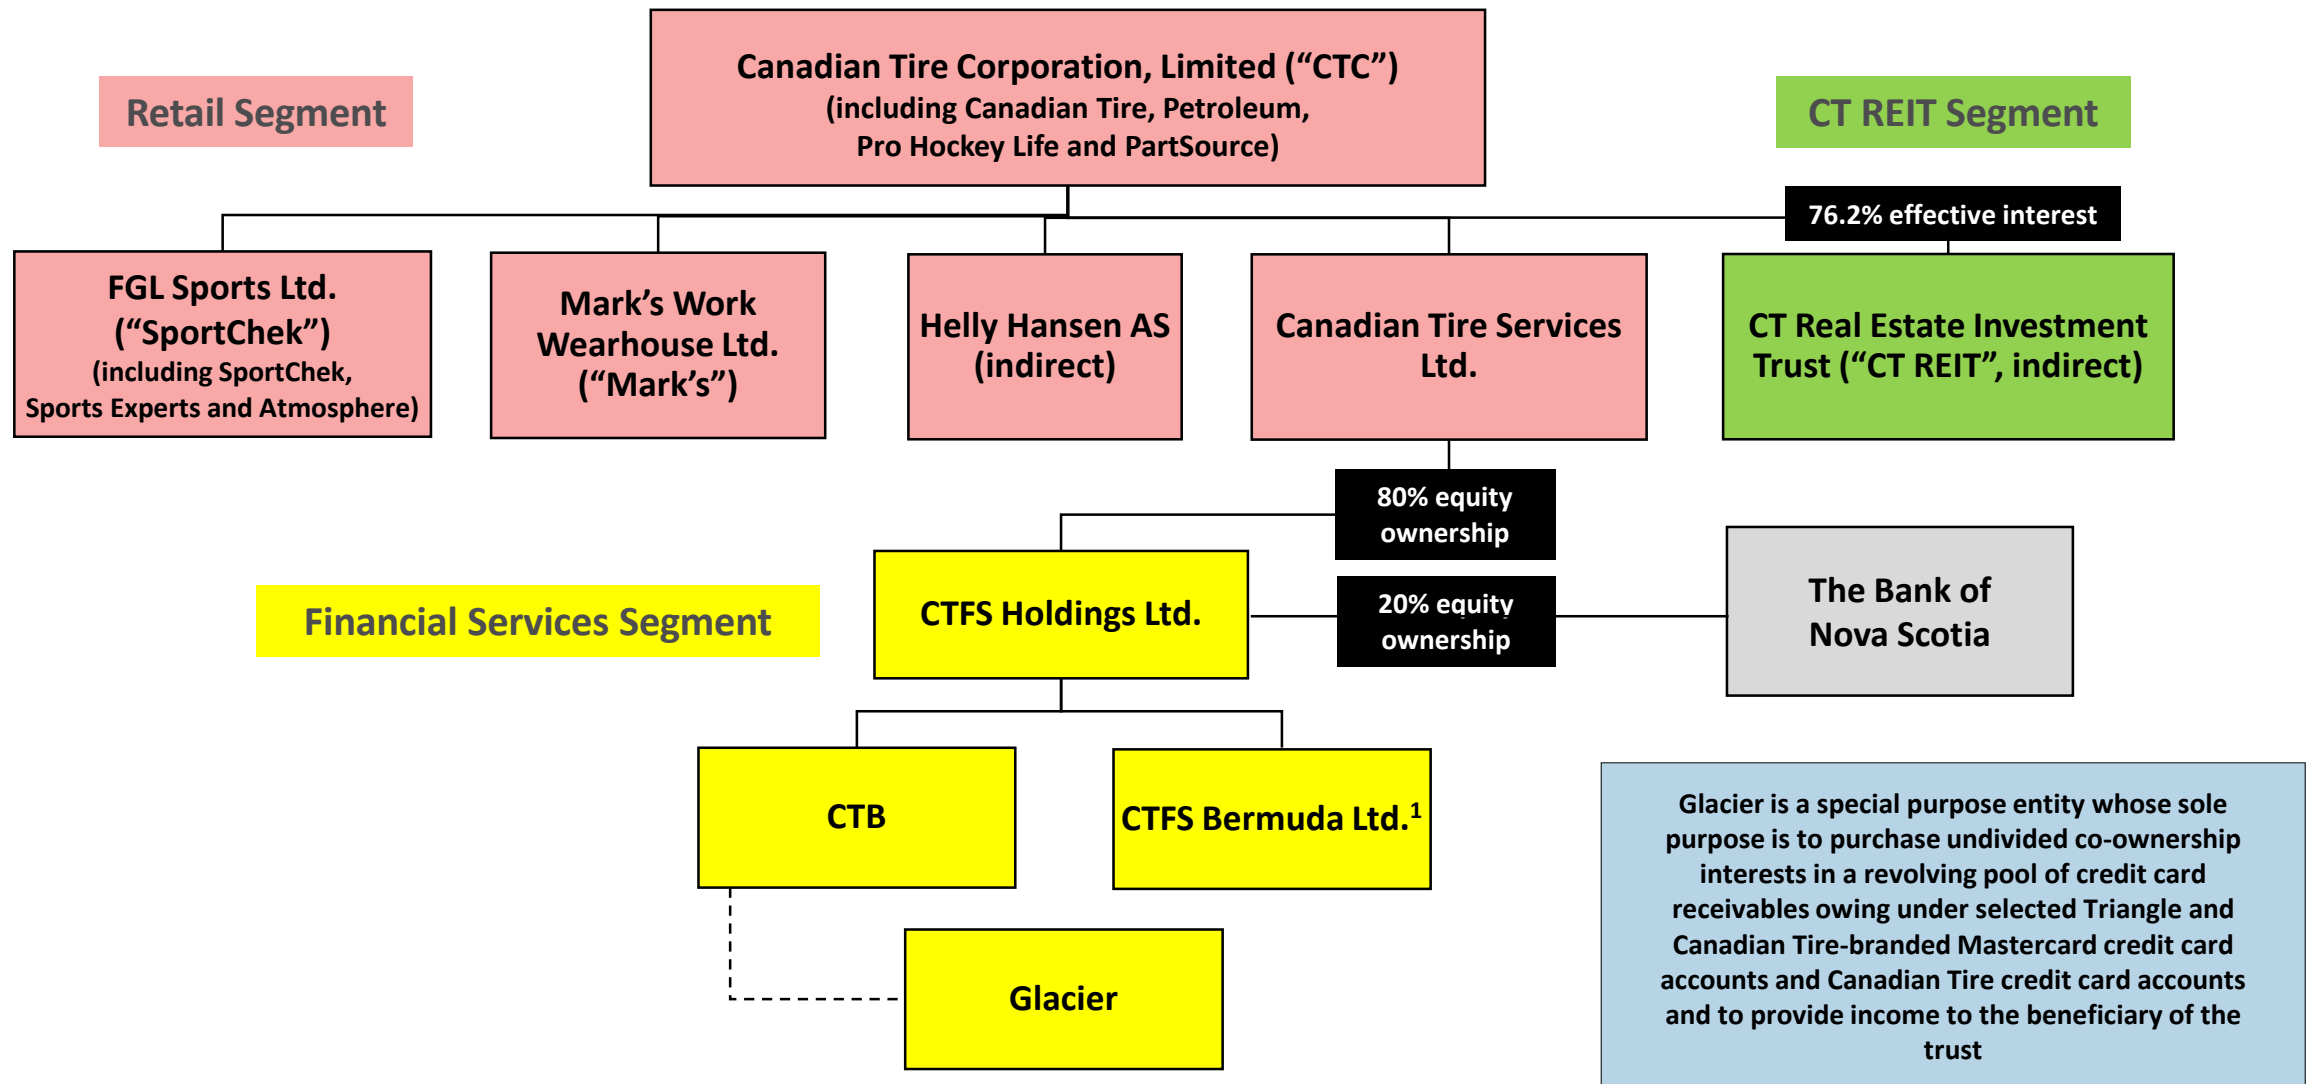 Canadian Tire Corporation, Limited (“CTC”)
(including Canadian Tire, Petroleum,
Pro Hockey Life and PartSource)
Retail Segment
CT REIT Segment
76.2% effective interest
FGL Sports Ltd.
(“SportChek”)
(including SportChek,
Sports Experts and Atmosphere)
Mark’s Work
Wearhouse Ltd.
(“Mark’s”)
Helly Hansen AS
(indirect)
Canadian Tire Services
Ltd.
CT Real Estate Investment
Trust (“CT REIT”, indirect)
80% equity
ownership
Financial Services Segment
CTFS Holdings Ltd.
20% equity
ownership
The Bank of
Nova Scotia
CTB
CTFS Bermuda Ltd.¹
Glacier
Glacier is a special purpose entity whose sole
purpose is to purchase undivided co-ownership
interests in a revolving pool of credit card
receivables owing under selected Triangle and
Canadian Tire-branded Mastercard credit card
accounts and Canadian Tire credit card accounts
and to provide income to the beneficiary of the
trust